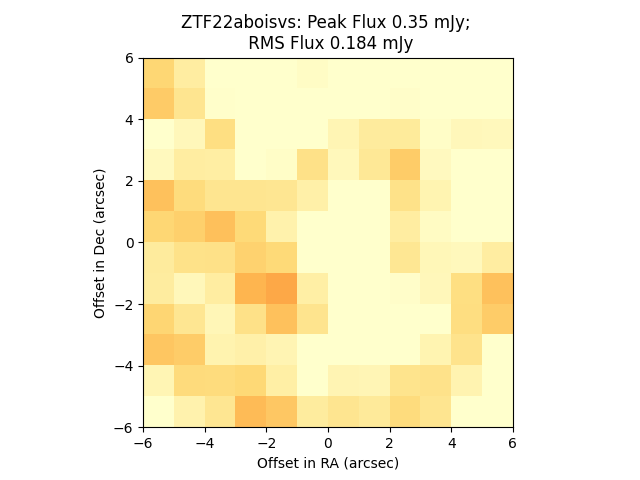 ZTF22aboisvs: Peak Flux 0.35 mJy;
RMS Flux 0.184 mJy
6
4
2
0
−2
−4
−6
Offset in Dec (arcsec)
−6 −4 −2 0 2 4 6
Offset in RA (arcsec)